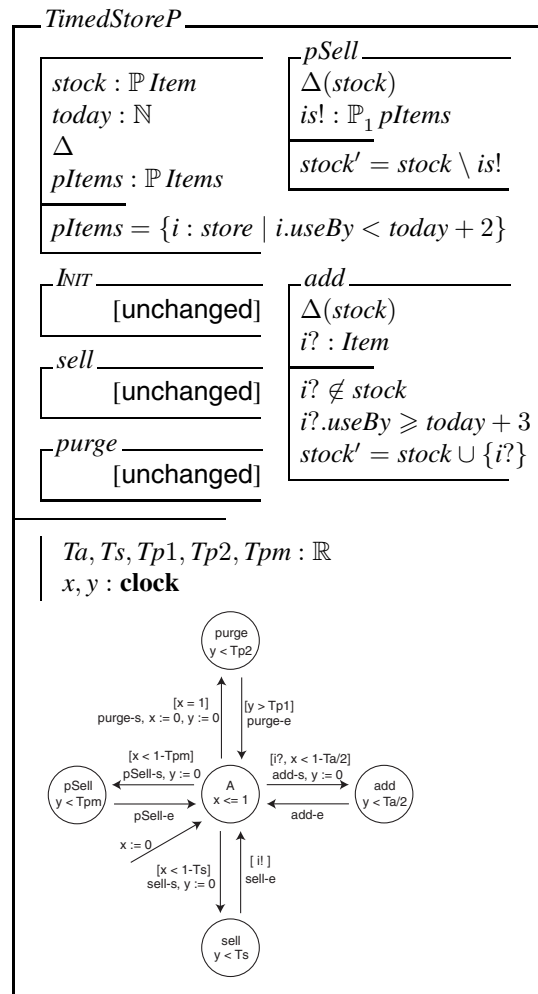 TimedStoreP
stock : ℙ Item
today : ℕ
Δ
pItems : ℙ Items
pItems = {i : store | i.useBy < today + 2}
pSell
Δ(stock)
is! : ℙ₁ pItems
stock′ = stock \ is!
INIT
[unchanged]
sell
[unchanged]
purge
[unchanged]
add
Δ(stock)
i? : Item
i? ∉ stock
i?.useBy ⩾ today + 3
stock′ = stock ∪ {i?}
Ta, Ts, Tp1, Tp2, Tpm : ℝ
x, y : clock
purge
y < Tp2
[x = 1]
purge-s, x := 0, y := 0
[y > Tp1]
purge-e
[x < 1-Tpm]
pSell-s, y := 0
[i?, x < 1-Ta/2]
add-s, y := 0
pSell
y < Tpm
A
x <= 1
add
y < Ta/2
pSell-e
add-e
x := 0
[x < 1-Ts]
sell-s, y := 0
[ i! ]
sell-e
sell
y < Ts